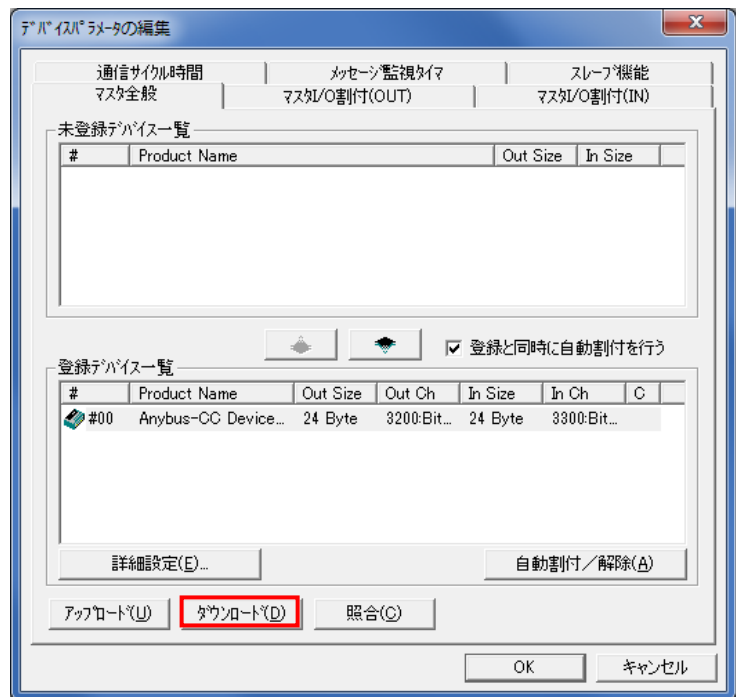 ﾃﾞﾊﾞｲｽﾊﾟﾗﾒｰﾀの編集
通信ｻｲｸﾙ時間 ﾒｯｾｰｼﾞ監視ﾀｲﾏ ｽﾚｰﾌﾞ機能
ﾏｽﾀ全般 ﾏｽﾀI/O割付(OUT) ﾏｽﾀI/O割付(IN)
未登録ﾃﾞﾊﾞｲｽ一覧
# Product Name Out Size In Size
登録と同時に自動割付を行う
登録ﾃﾞﾊﾞｲｽ一覧
# Product Name Out Size Out Ch In Size In Ch C
#00 Anybus-CC Device... 24 Byte 3200:Bit... 24 Byte 3300:Bit...
詳細設定(E)... 自動割付／解除(A)
ｱｯﾌﾟﾛｰﾄﾞ(U) ﾀﾞｳﾝﾛｰﾄﾞ(D) 照合(C)
OK ｷｬﾝｾﾙ